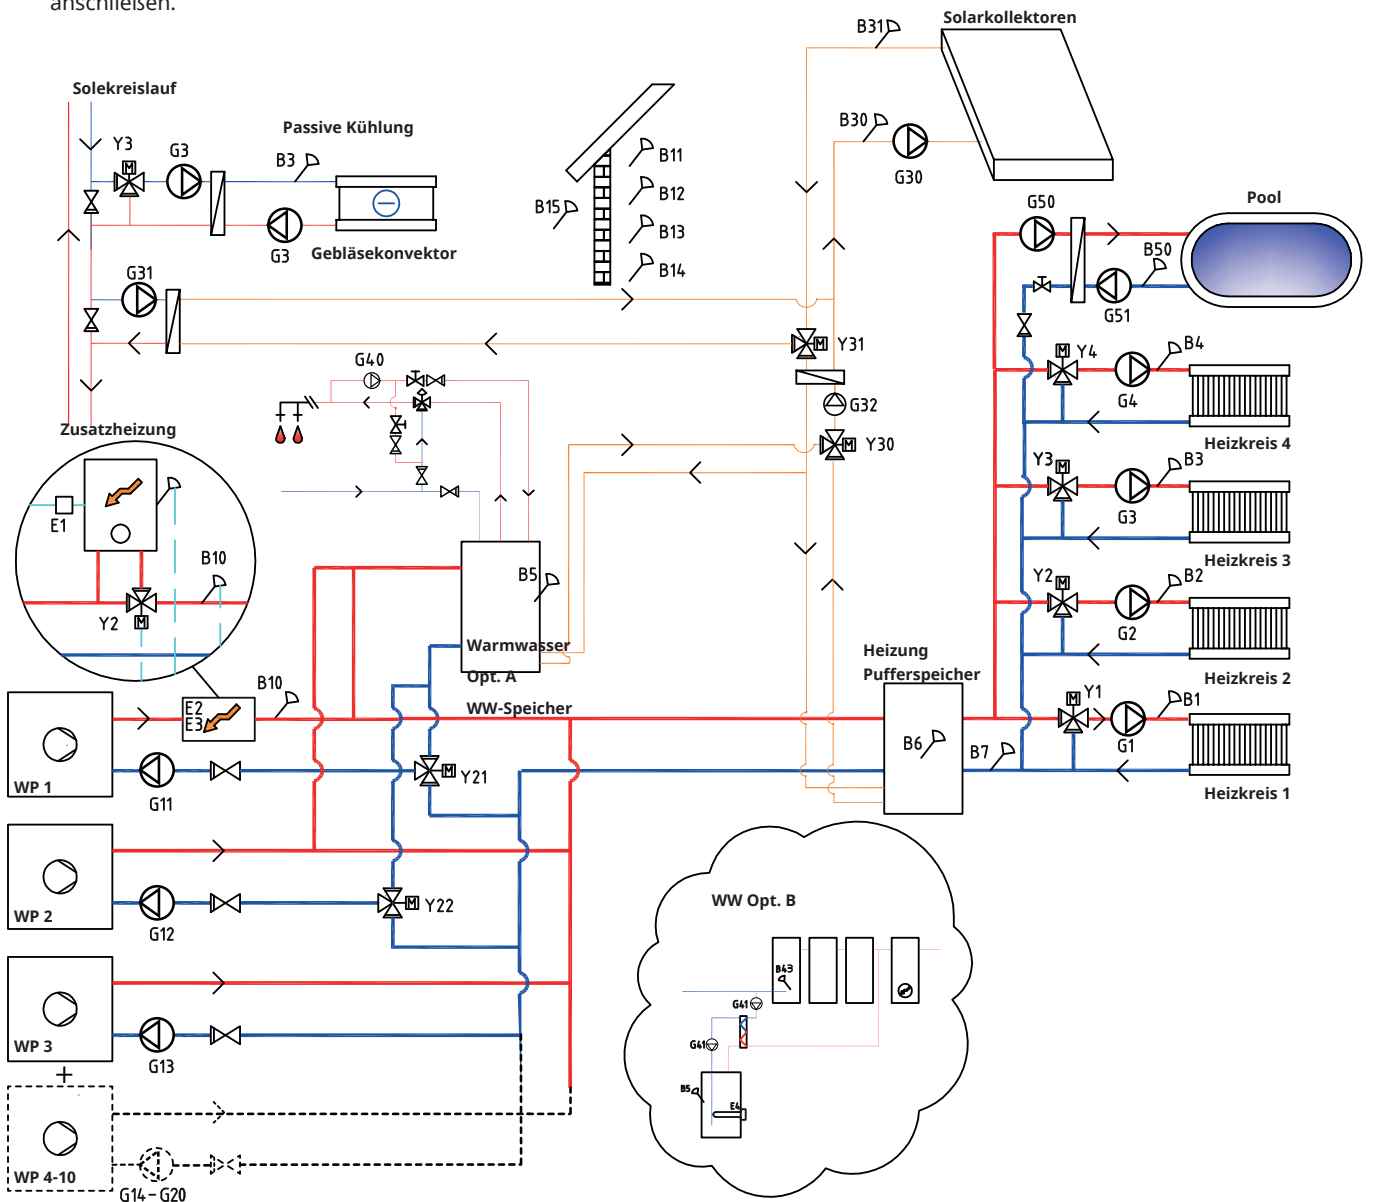 anschließen.
Solarkollektoren
B31
Solekreislauf
Passive Kühlung
Y3
G3
B3
B30
G30
B11
B12
B15
B13
B14
G3
Gebläsekonvektor
Pool
G50
B50
G51
G31
Y31
G40
G32
Y30
Y4
B4
G4
Heizkreis 4
Zusatzheizung
E1
B10
Y2
Y3
B3
G3
Heizkreis 3
Y2
B2
G2
Heizkreis 2
B5
Warmwasser
Opt. A
WW-Speicher
Heizung
Pufferspeicher
B6
B7
Y1
B1
G1
Heizkreis 1
E2
E3
B10
WP 1
G11
Y21
WP 2
G12
Y22
WP 3
G13
+
WP 4-10
G14-G20
WW Opt. B
B43
G41
G41
B5
E4
M
M
M
M
M
M
M
M
M
M